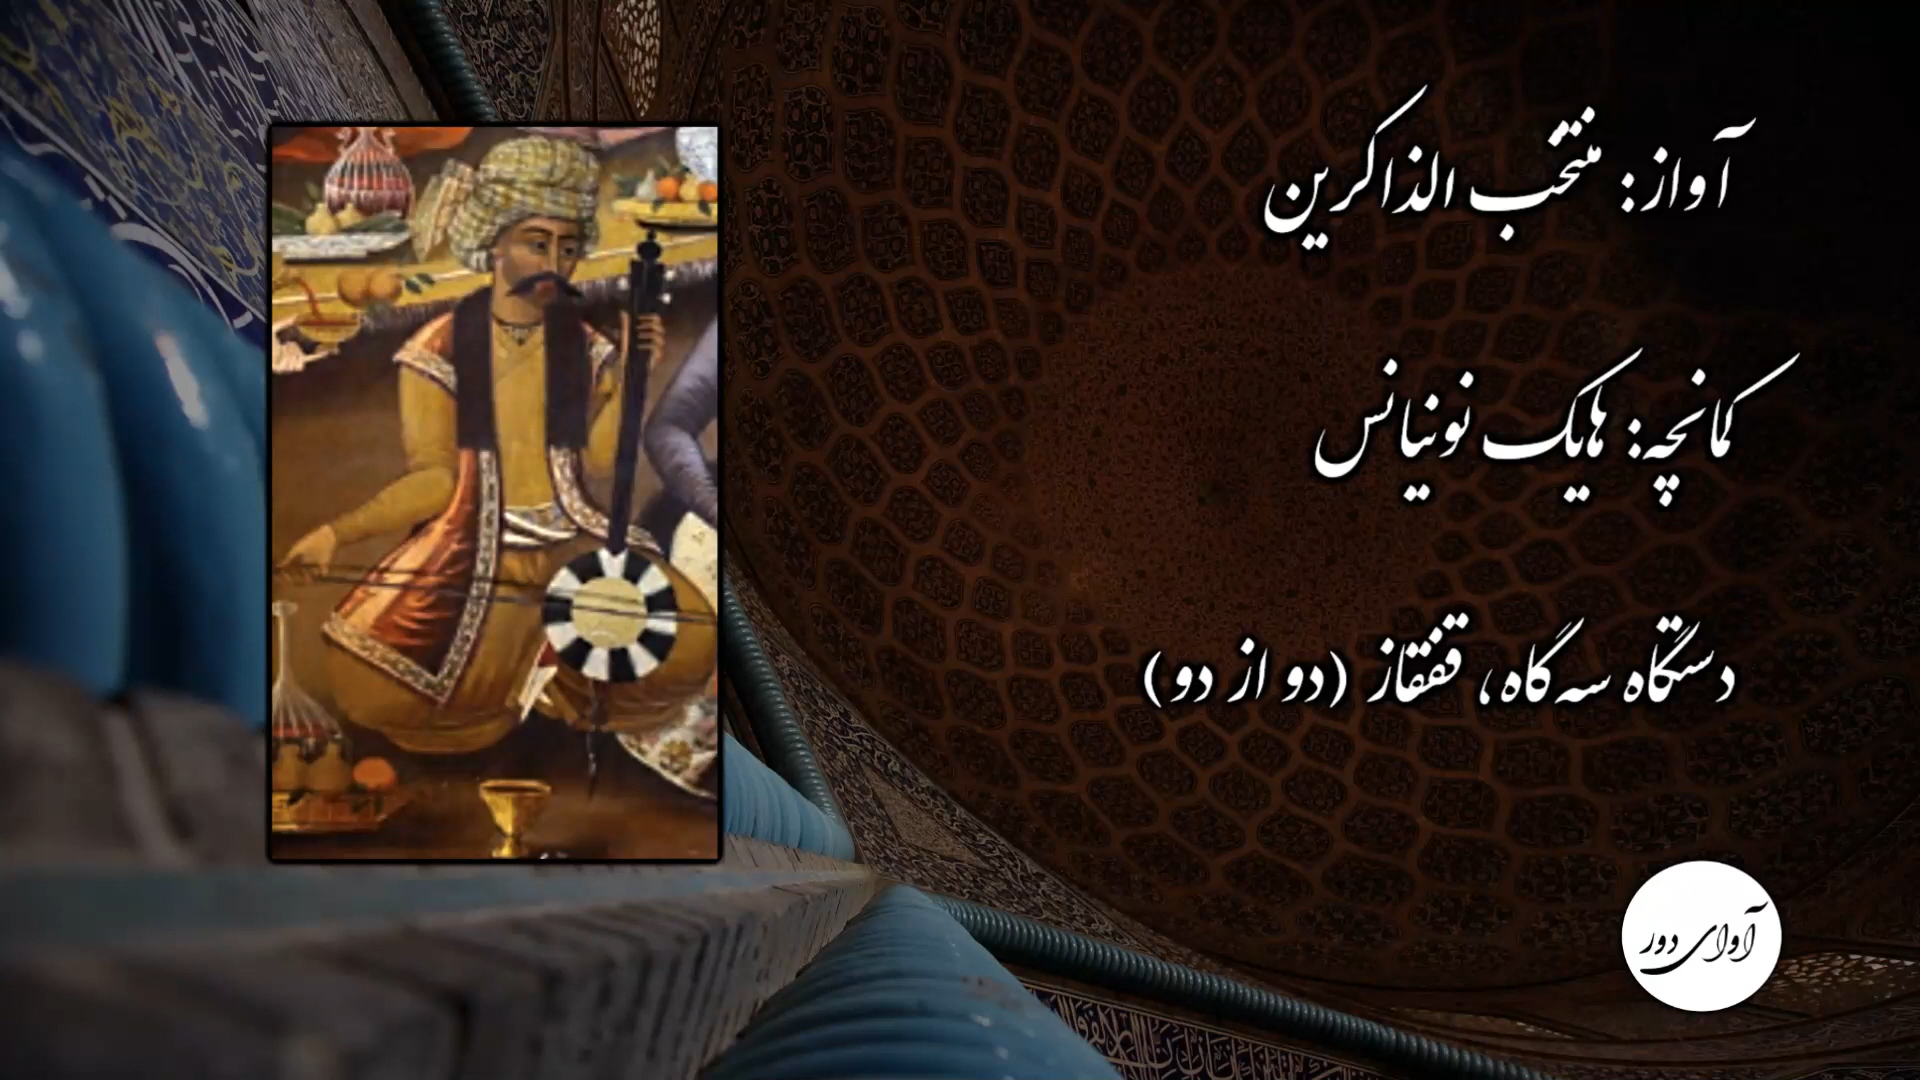 آواز: منتخب الذاکرین
کمانچه: هایک نونیانس
دستگاه سه‌گاه، قفقاز (دو از دو)
آوای دور